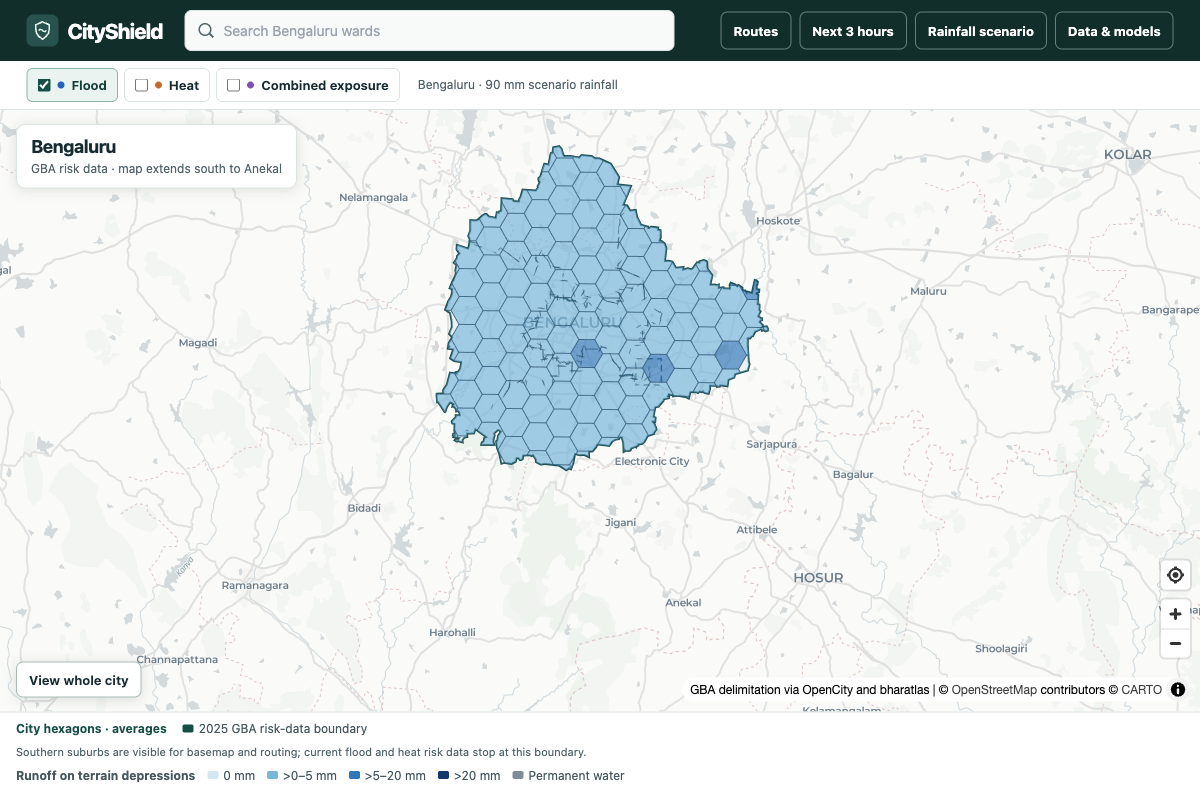 CityShield
Search Bengaluru wards
Routes
Next 3 hours
Rainfall scenario
Data & models
Flood
Heat
Combined exposure
Bengaluru · 90 mm scenario rainfall
Bengaluru
GBA risk data · map extends south to Anekal
KOLAR
Nelamangala
Hoskote
Maluru
Bangarape
BENGALURU
Magadi
Sarjapura
Electronic City
Bagalur
Bidadi
Jigani
Attibele
HOSUR
Kanva
Ramanagara
Anekal
Harohalli
Shoolagiri
Channapattana
View whole city
+
−
GBA delimitation via OpenCity and bharatlas | © OpenStreetMap contributors © CARTO
Kelamangalam
City hexagons · averages
2025 GBA risk-data boundary
Southern suburbs are visible for basemap and routing; current flood and heat risk data stop at this boundary.
Runoff on terrain depressions
0 mm
>0–5 mm
>5–20 mm
>20 mm
Permanent water